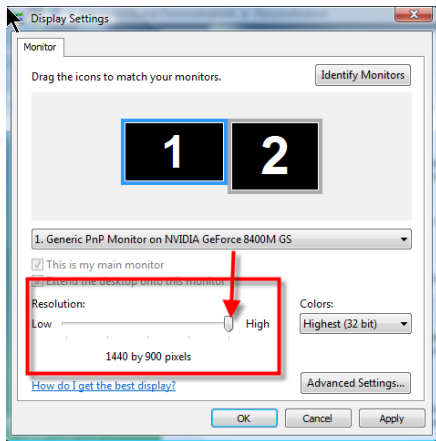 Display Settings
Monitor
Drag the icons to match your monitors.
Identify Monitors
1
2
1. Generic PnP Monitor on NVIDIA GeForce 8400M GS
This is my main monitor
Extend the desktop onto this monitor
Resolution:
Colors:
Low
High
Highest (32 bit)
1440 by 900 pixels
How do I get the best display?
Advanced Settings...
OK
Cancel
Apply